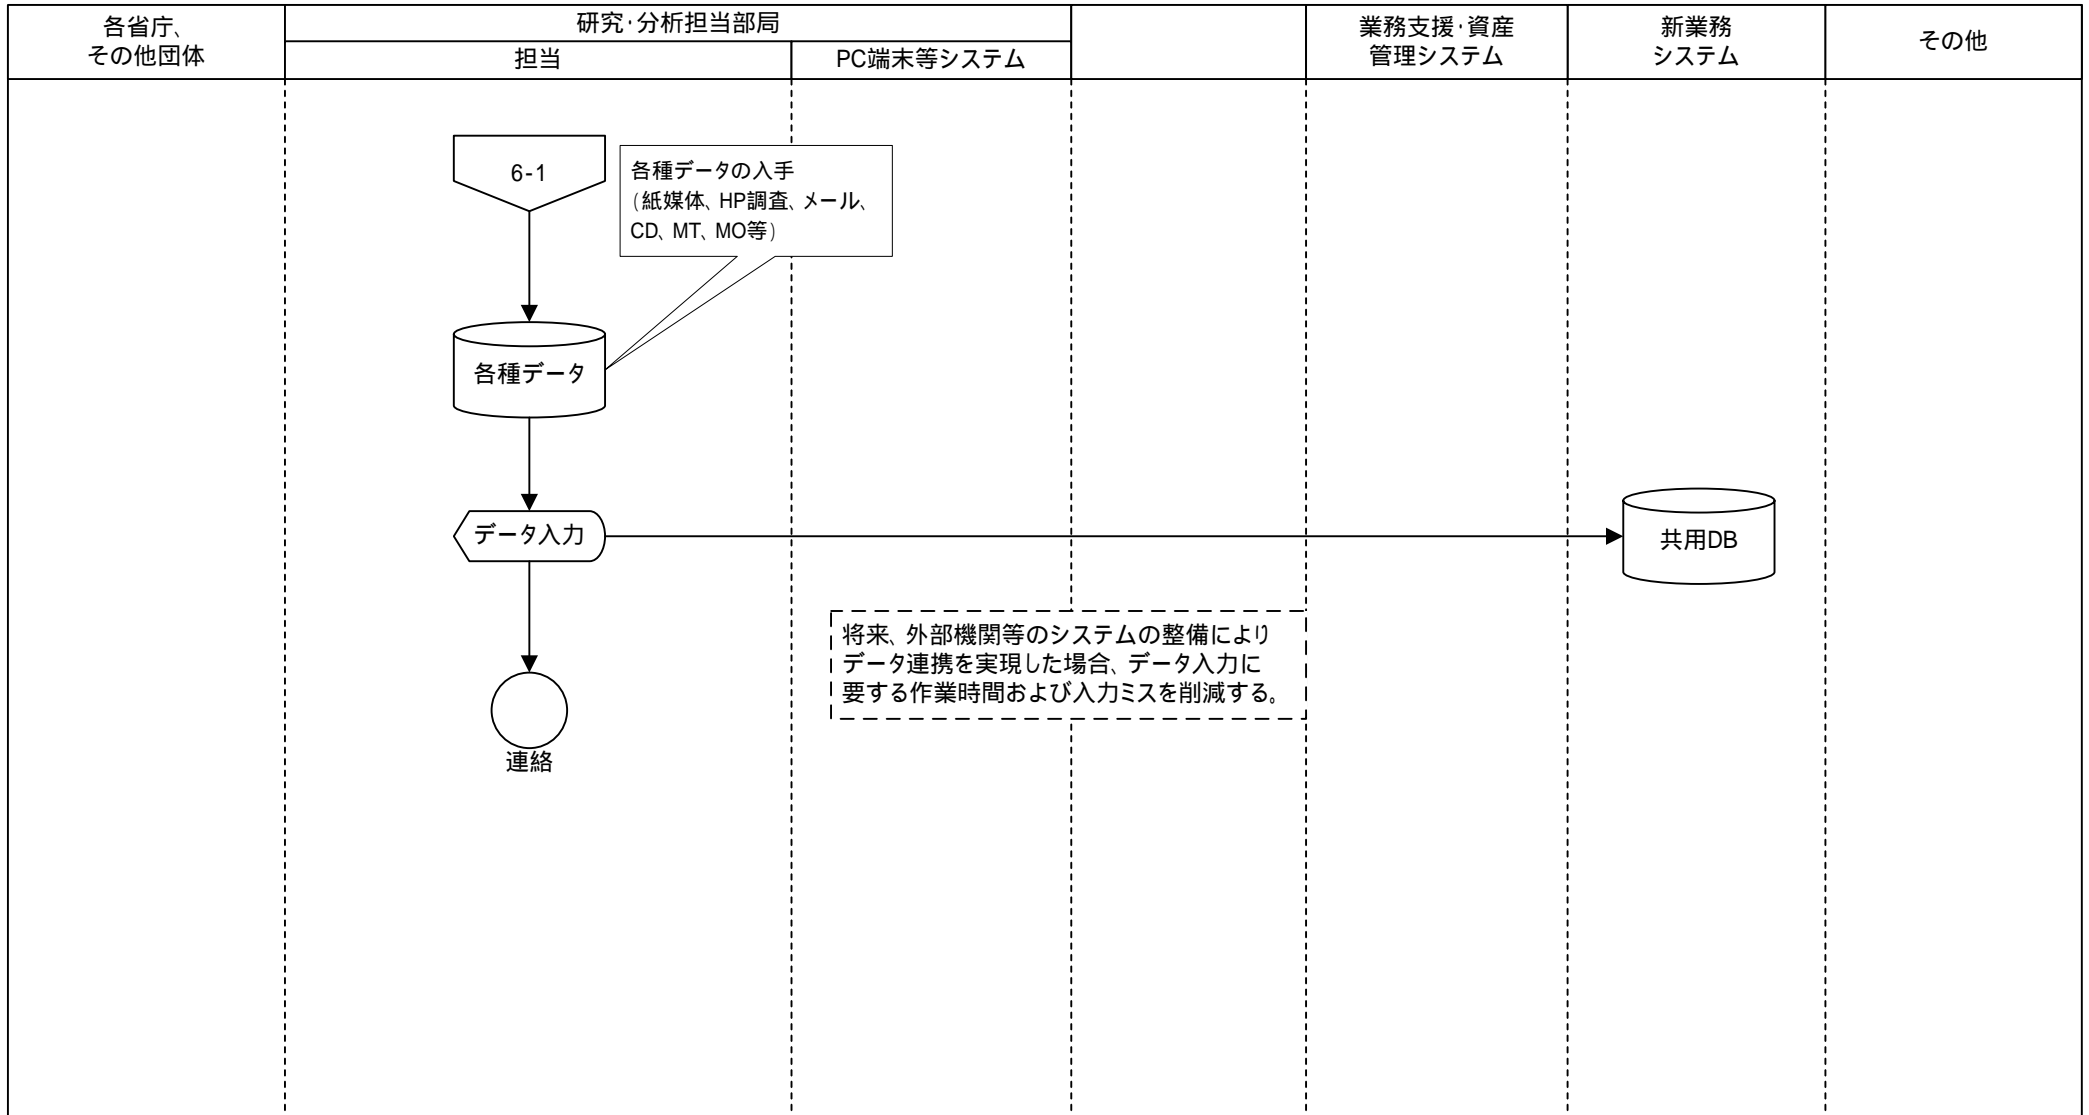 各省庁、
その他団体
研究・分析担当部局
担当
PC端末等システム
業務支援・資産
管理システム
新業務
システム
その他
6-1
各種データの入手
(紙媒体、HP調査、メール、
CD、MT、MO等)
各種データ
データ入力
共用DB
将来、外部機関等のシステムの整備により
データ連携を実現した場合、データ入力に
要する作業時間および入力ミスを削減する。
連絡